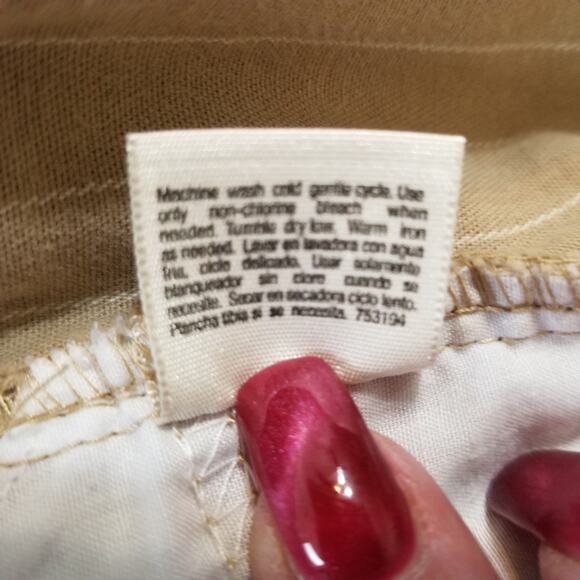 Machine wash cold gentle cycle. Use
only non-chlorine bleach when
needed. Tumble dry low. Warm iron
as needed. Lavar en lavadora con agua
fria, ciclo delicado. Usar solamente
blanqueador sin cloro cuando se
necesite. Secar en secadora ciclo lento.
Plancha tibia si se necesita. 753194